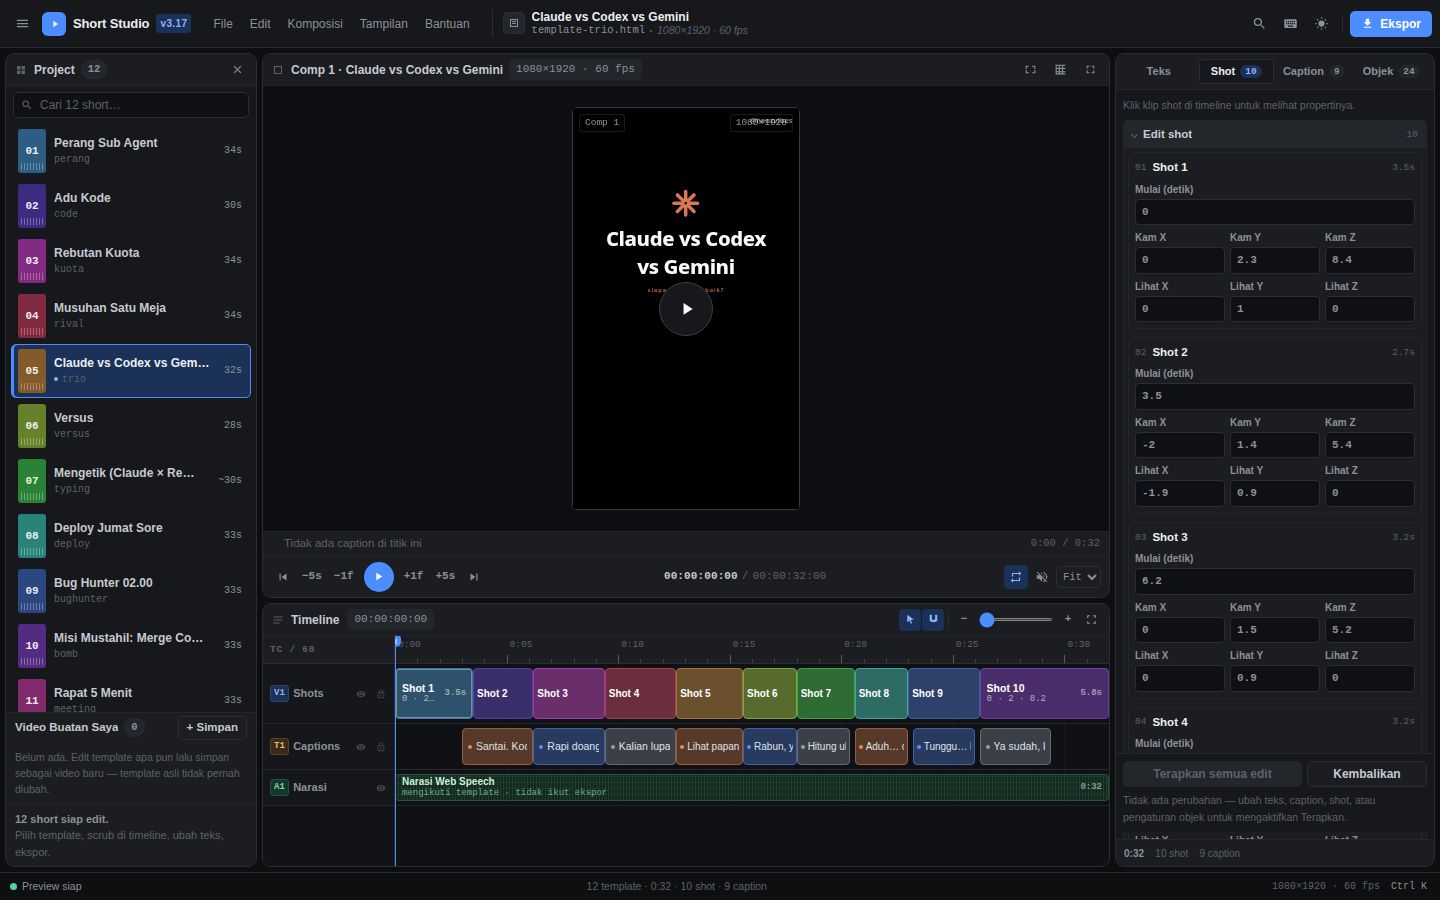 Short Studio v3.17 File Edit Komposisi Tampilan Bantuan
Claude vs Codex vs Gemini
template-trio.html · 1080×1920 · 60 fps
Ekspor
Project 12
Cari 12 short…
01 Perang Sub Agent 34s
perang
02 Adu Kode 30s
code
03 Rebutan Kuota 34s
kuota
04 Musuhan Satu Meja 34s
rival
05 Claude vs Codex vs Gem… 32s
trio
06 Versus 28s
versus
07 Mengetik (Claude × Re… ~30s
typing
08 Deploy Jumat Sore 33s
deploy
09 Bug Hunter 02.00 33s
bughunter
10 Misi Mustahil: Merge Co… 33s
bomb
11 Rapat 5 Menit 33s
meeting
Video Buatan Saya 0 + Simpan
Belum ada. Edit template apa pun lalu simpan
sebagai video baru — template asli tidak pernah
diubah.
12 short siap edit.
Pilih template, scrub di timeline, ubah teks,
ekspor.
Comp 1 · Claude vs Codex vs Gemini 1080×1920 · 60 fps
Comp 1 1080×1920
Claude vs Codex
vs Gemini
Tidak ada caption di titik ini 0:00 / 0:32
−5s −1f +1f +5s
00:00:00:00 / 00:00:32:00
Fit
Timeline 00:00:00:00
− +
TC / 60 0:00 0:05 0:10 0:15 0:20 0:25 0:30
V1 Shots
Shot 1 3.5s
0 · 2…
Shot 2 Shot 3 Shot 4 Shot 5 Shot 6 Shot 7 Shot 8 Shot 9
Shot 10 5.8s
0 · 2 · 8.2
T1 Captions
Santai. Koc Rapi doang Kalian lupa Lihat papan Rabun, y Hitung ul Aduh… c Tunggu… Ya sudah, k
A1 Narasi
Narasi Web Speech
mengikuti template · tidak ikut ekspor 0:32
Teks Shot 10 Caption 9 Objek 24
Klik klip shot di timeline untuk melihat propertinya.
Edit shot 10
01 Shot 1 3.5s
Mulai (detik)
0
Kam X Kam Y Kam Z
0 2.3 8.4
Lihat X Lihat Y Lihat Z
0 1 0
02 Shot 2 2.7s
Mulai (detik)
3.5
Kam X Kam Y Kam Z
-2 1.4 5.4
Lihat X Lihat Y Lihat Z
-1.9 0.9 0
03 Shot 3 3.2s
Mulai (detik)
6.2
Kam X Kam Y Kam Z
0 1.5 5.2
Lihat X Lihat Y Lihat Z
0 0.9 0
04 Shot 4 3.2s
Mulai (detik)
Terapkan semua edit Kembalikan
Tidak ada perubahan — ubah teks, caption, shot, atau
pengaturan objek untuk mengaktifkan Terapkan.
0:32 · 10 shot · 9 caption
Preview siap
12 template · 0:32 · 10 shot · 9 caption
1080×1920 · 60 fps Ctrl K